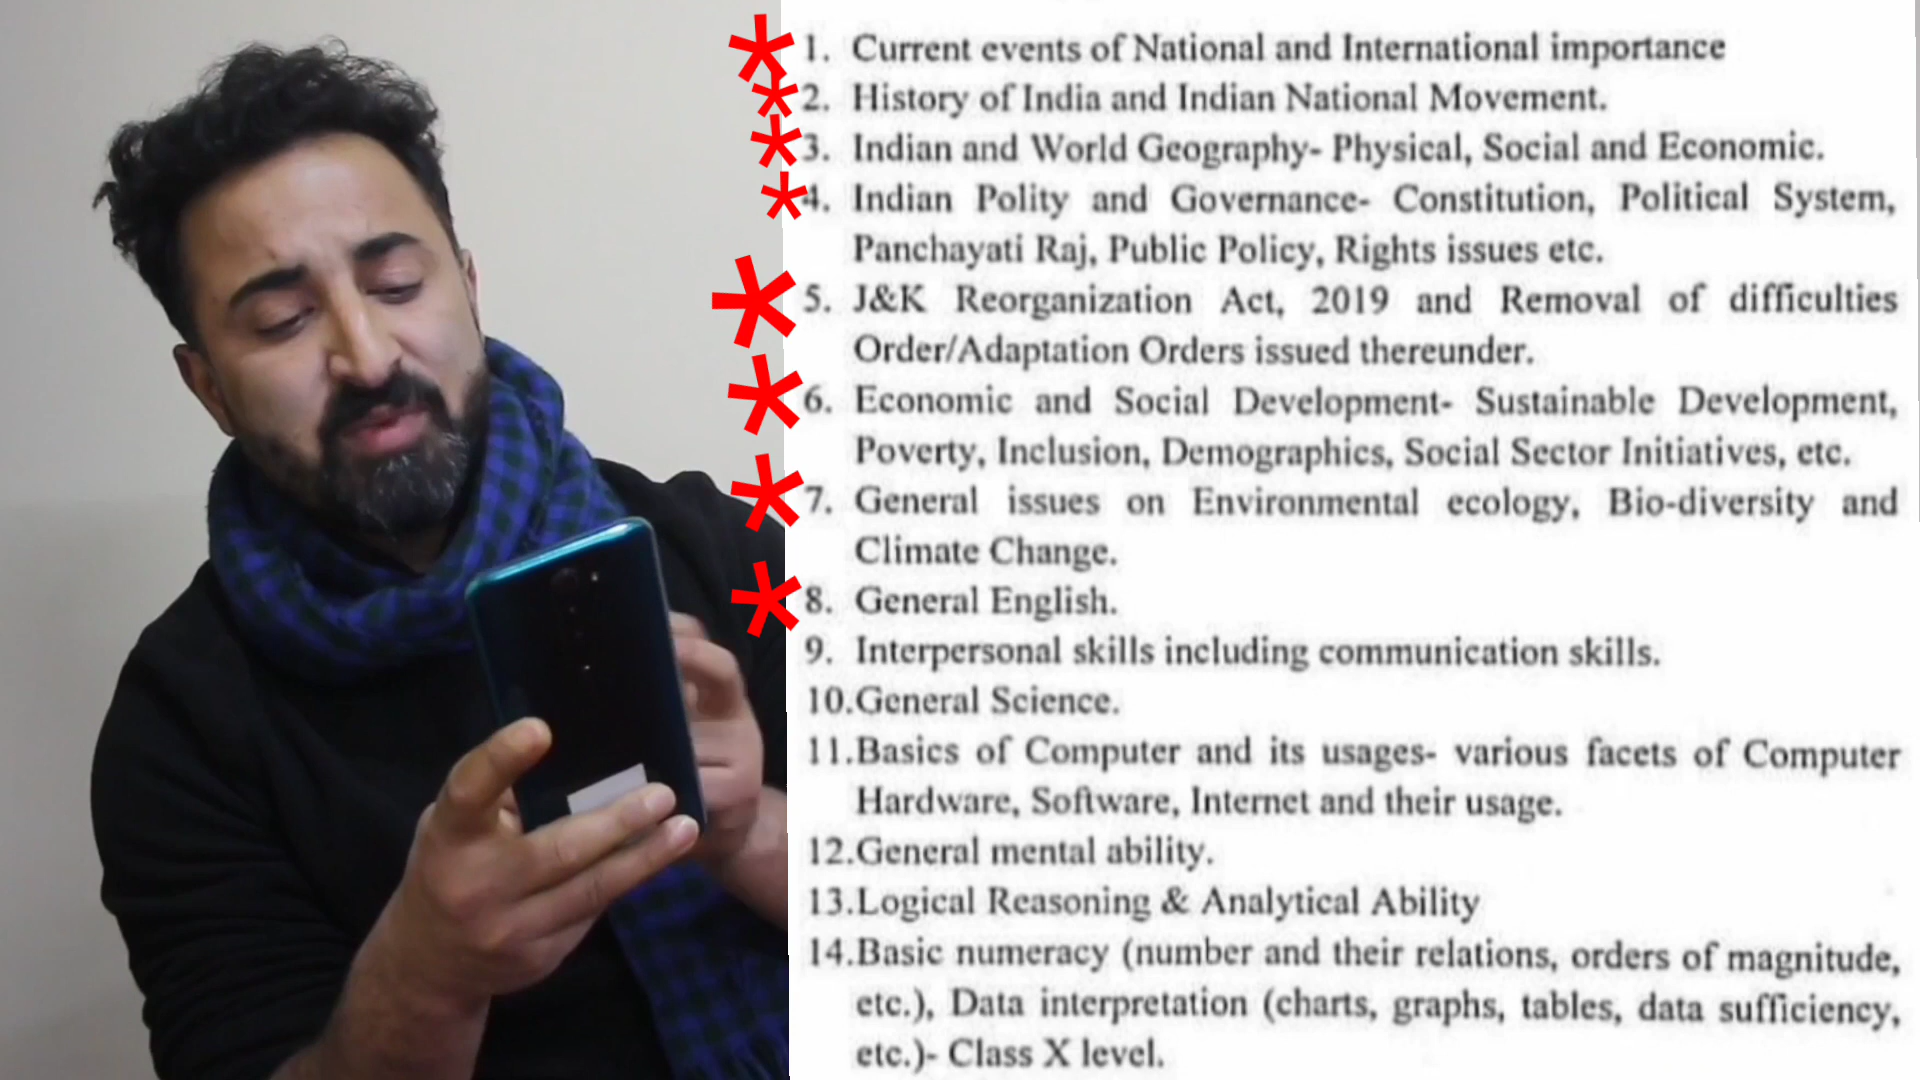 1. Current events of National and International importance
2. History of India and Indian National Movement.
3. Indian and World Geography- Physical, Social and Economic.
4. Indian Polity and Governance- Constitution, Political System,
Panchayati Raj, Public Policy, Rights issues etc.
5. J&K Reorganization Act, 2019 and Removal of difficulties
Order/Adaptation Orders issued thereunder.
6. Economic and Social Development- Sustainable Development,
Poverty, Inclusion, Demographics, Social Sector Initiatives, etc.
7. General issues on Environmental ecology, Bio-diversity and
Climate Change.
8. General English.
9. Interpersonal skills including communication skills.
10.General Science.
11.Basics of Computer and its usages- various facets of Computer
Hardware, Software, Internet and their usage.
12.General mental ability.
13.Logical Reasoning & Analytical Ability
14.Basic numeracy (number and their relations, orders of magnitude,
etc.), Data interpretation (charts, graphs, tables, data sufficiency,
etc.)- Class X level.